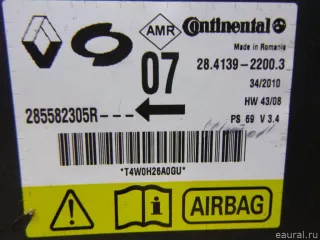 AMR Continental
Made in Romania
07 28.4139-2200.3
34/2010
HW 43/08
285582305R---
PS 69 V 3.4
*T4W0H26A0GU*
i AIRBAG
© eaural.ru